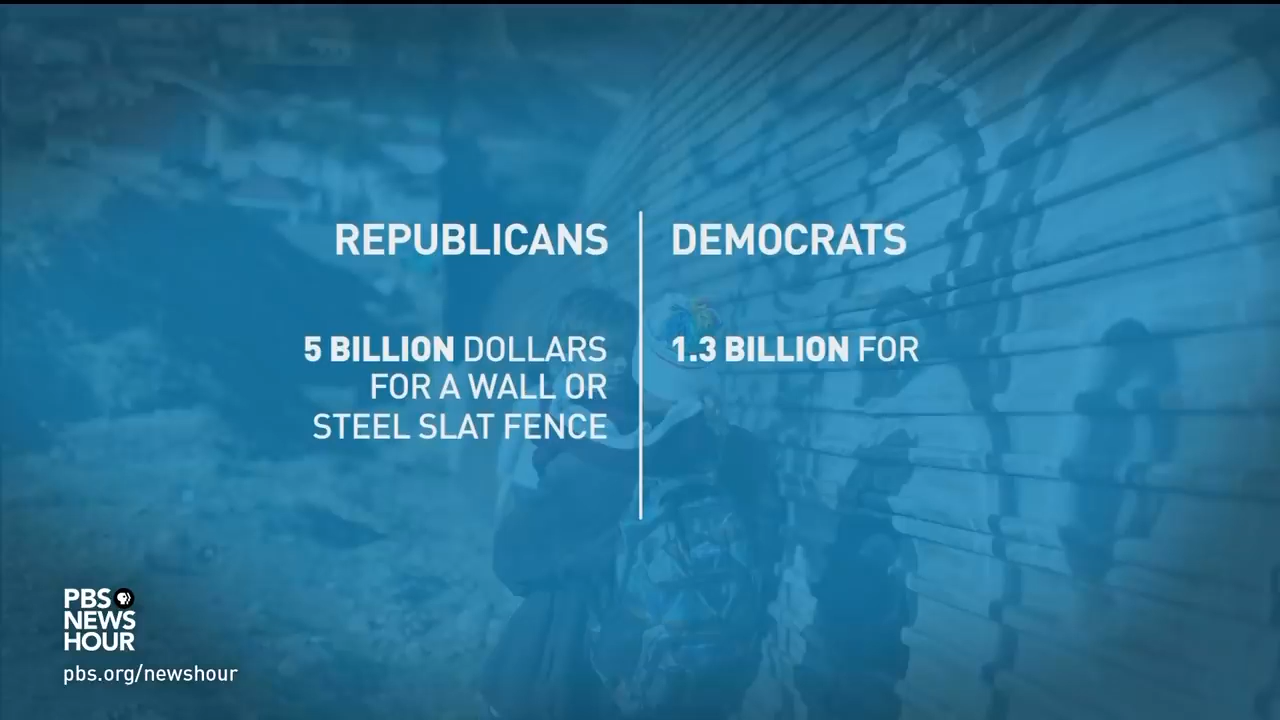 REPUBLICANS
5 BILLION DOLLARS
FOR A WALL OR
STEEL SLAT FENCE
DEMOCRATS
1.3 BILLION FOR
PBS
NEWS
HOUR
pbs.org/newshour